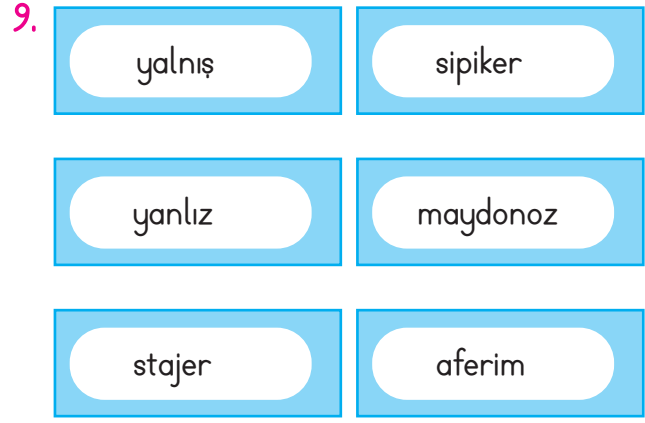 9.
yalnış
sipiker
yanlız
maydonoz
stajer
aferim